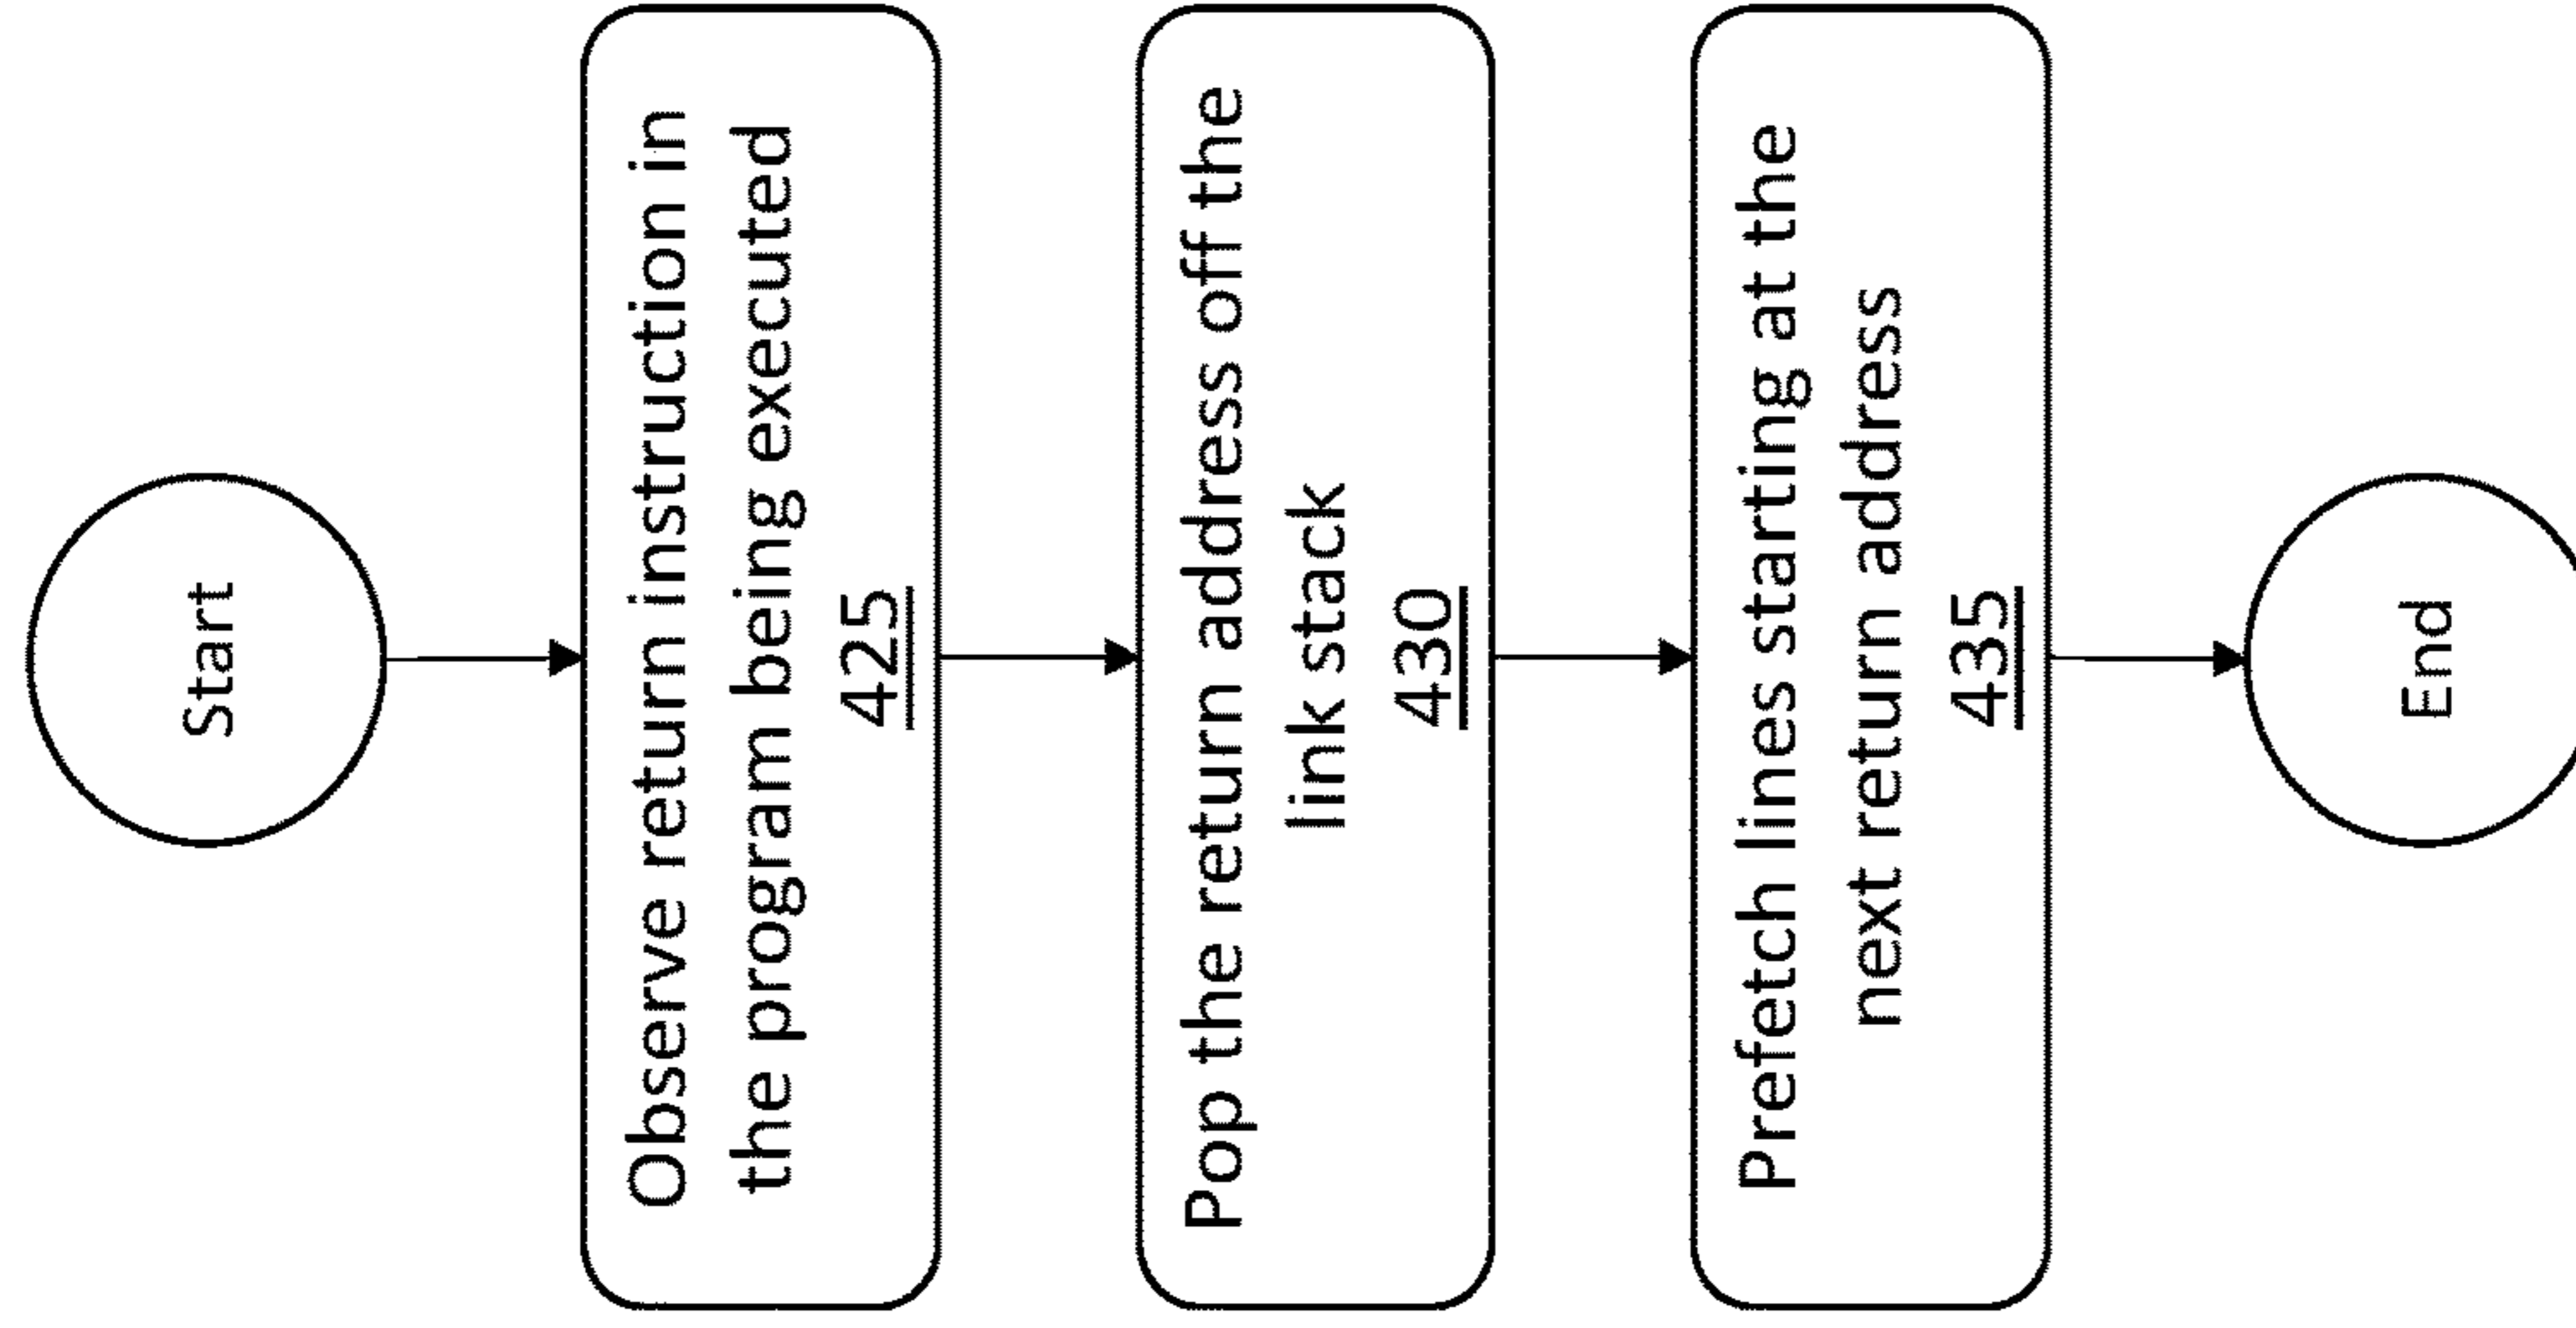 Start
Observe return instruction in
the program being executed
425
Pop the return address off the
link stack
430
Prefetch lines starting at the
next return address
435
End